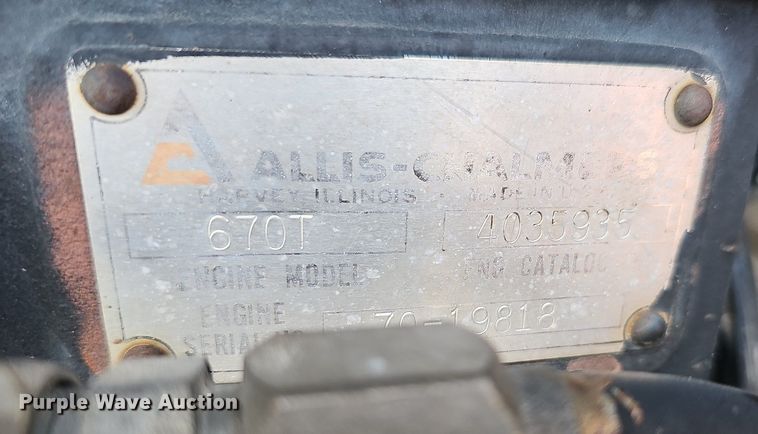 ALLIS-CHALMERS
HARVEY, ILLINOIS • MADE IN U.S.A.
670T 4035935
ENGINE MODEL ENG CATALOG
ENGINE 70-19818
SERIAL NO
Purple Wave Auction